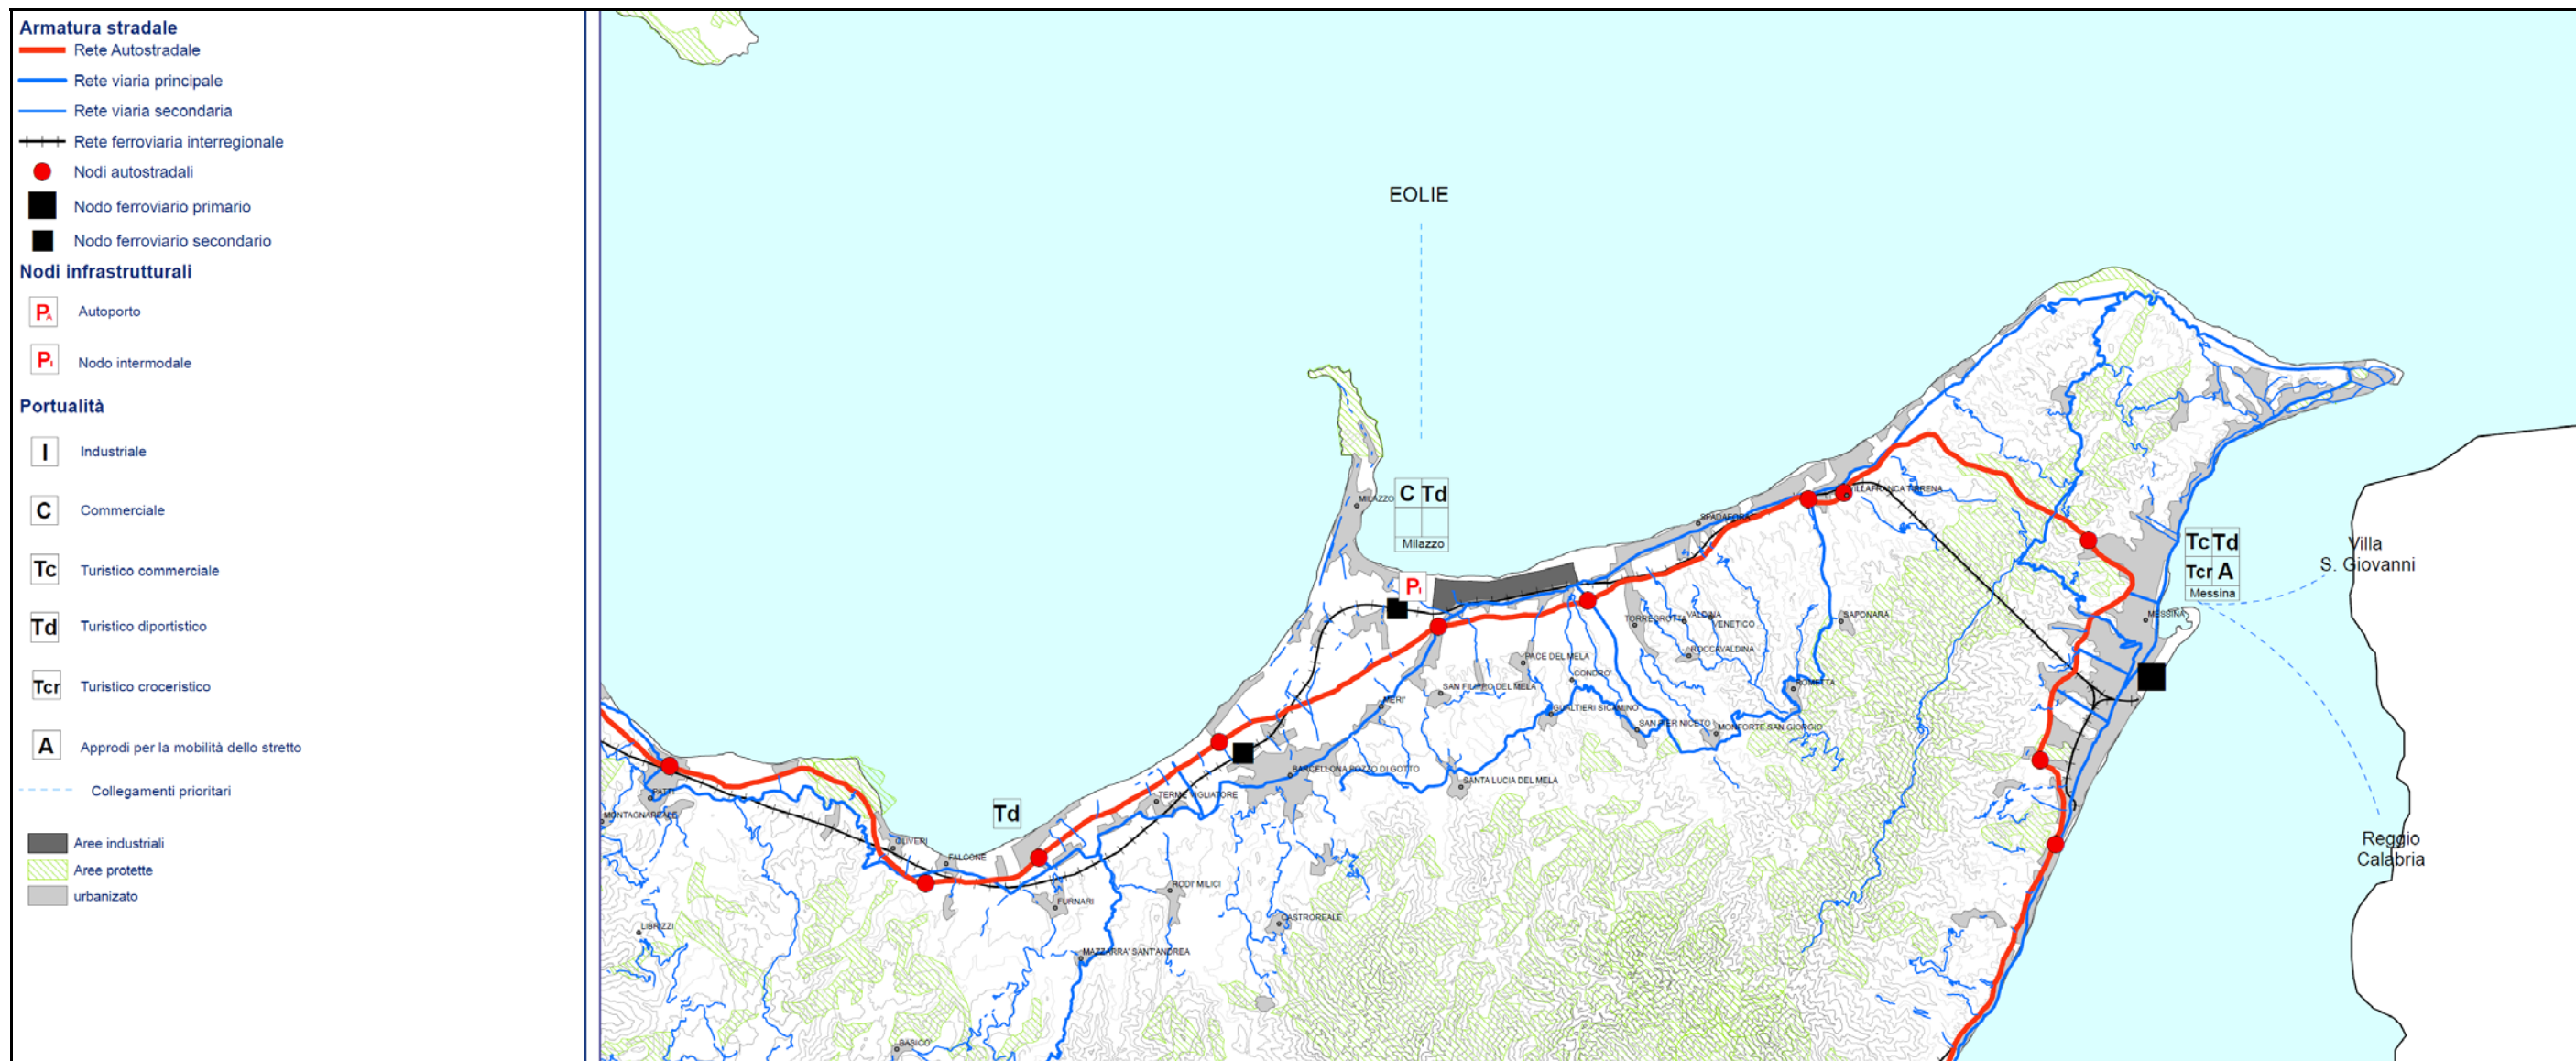 Armatura stradale
Rete Autostradale
Rete viaria principale
Rete viaria secondaria
Rete ferroviaria interregionale
Nodi autostradali
Nodo ferroviario primario
Nodo ferroviario secondario
Nodi infrastrutturali
PA Autoporto
PI Nodo intermodale
Portualità
I Industriale
C Commerciale
Tc Turistico commerciale
Td Turistico diportistico
Tcr Turistico croceristico
A Approdi per la mobilità dello stretto
Collegamenti prioritari
Aree industriali
Aree protette
urbanizato
EOLIE
MILAZZO
C Td
Milazzo
PI
SPADAFORA
VILLAFRANCA TIRRENA
Tc Td
Tcr A
Messina
Villa
S. Giovanni
MESSINA
TORREGROTTA
VALDINA
VENETICO
SAPONARA
ROCCAVALDINA
PACE DEL MELA
CONDRO'
ROMETTA
SAN FILIPPO DEL MELA
MERI'
GUALTIERI SICAMINO
SAN PIER NICETO
MONFORTE SAN GIORGIO
BARCELLONA POZZO DI GOTTO
SANTA LUCIA DEL MELA
TERME VIGLIATORE
PATTI
MONTAGNAREALE
Td
OLIVERI
FALCONE
Reggio
Calabria
RODI' MILICI
FURNARI
CASTROREALE
LIBRIZZI
MAZZARRA' SANT'ANDREA
BASICO'